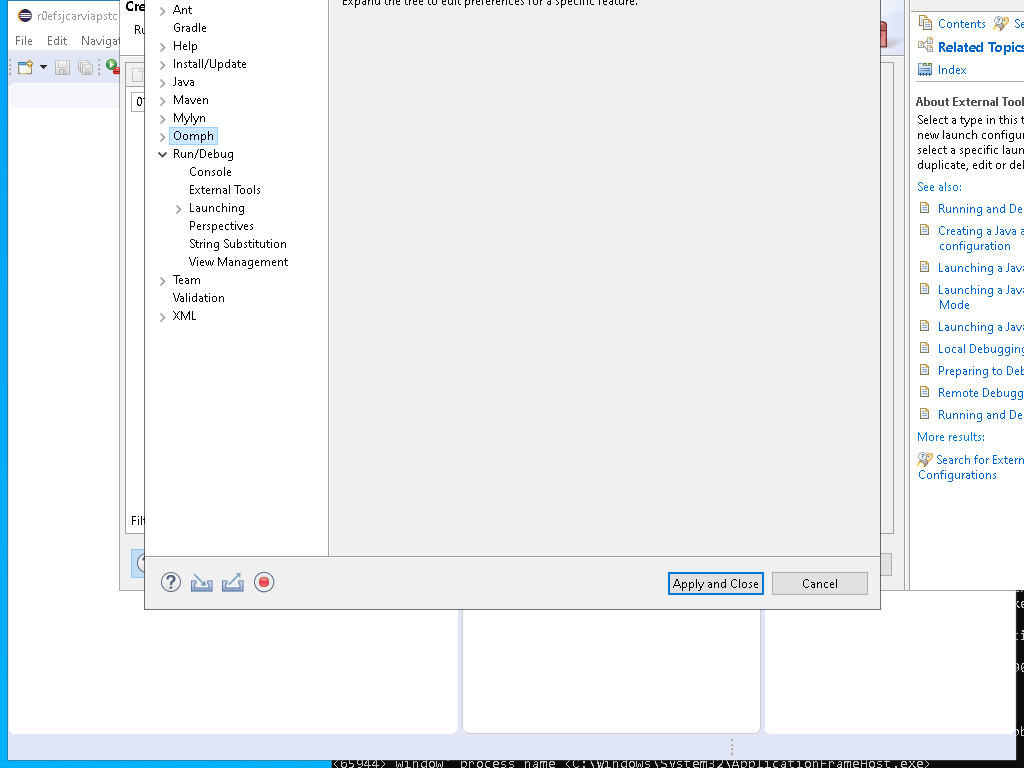 r0efsjcarviapstc
File Edit Navigat
Cre
Ru
Filt
Expand the tree to edit preferences for a specific feature.
Ant
Gradle
Help
Install/Update
Java
Maven
Mylyn
Oomph
Run/Debug
Console
External Tools
Launching
Perspectives
String Substitution
View Management
Team
Validation
XML
Apply and Close
Cancel
Contents
Se
Related Topics
Index
About External Tool
Select a type in this t
new launch configur
select a specific laun
duplicate, edit or del
See also:
Running and De
Creating a Java a
configuration
Launching a Java
Launching a Java
Mode
Launching a Java
Local Debugging
Preparing to Deb
Remote Debugg
Running and De
More results:
Search for Extern
Configurations
<65944) Window' process name <C:\Windows\System32\ApplicationFrameHost.exe>